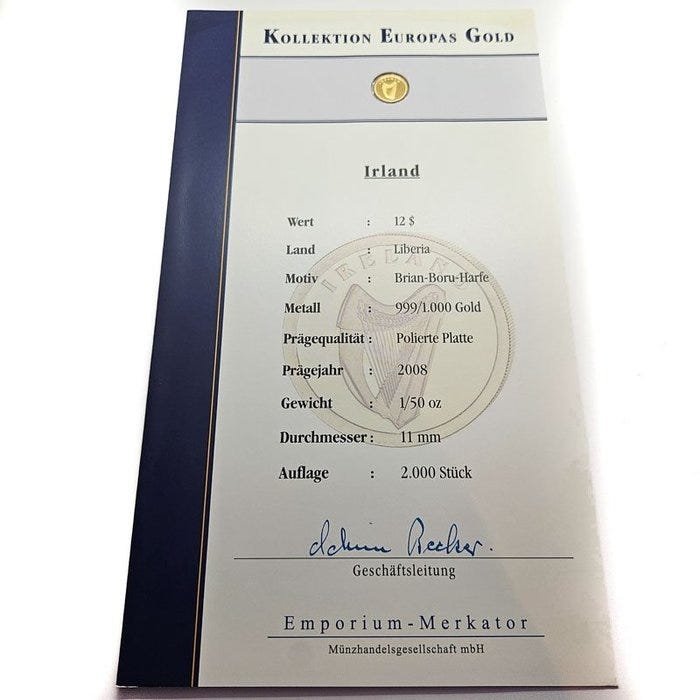 KOLLEKTION EUROPAS GOLD
Irland
Wert : 12 $
Land : Liberia
Motiv : Brian-Boru-Harfe
Metall : 999/1.000 Gold
Prägequalität : Polierte Platte
Prägejahr : 2008
Gewicht : 1/50 oz
Durchmesser : 11 mm
Auflage : 2.000 Stück
IRELAND
Geschäftsleitung
Emporium-Merkator
Münzhandelsgesellschaft mbH